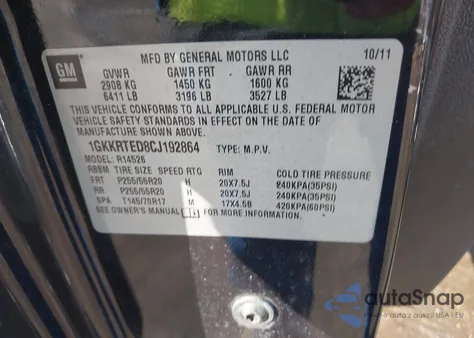 MFD BY GENERAL MOTORS LLC 10/11
GM
GVWR GAWR FRT GAWR RR
2908 KG 1450 KG 1600 KG
6411 LB 3196 LB 3527 LB
THIS VEHICLE CONFORMS TO ALL APPLICABLE U.S. FEDERAL MOTOR
VEHICLE SAFETY STANDARDS IN EFFECT ON THE DATE OF
MANUFACTURE SHOWN ABOVE.
1GKKRTED8CJ192864 TYPE: M.P.V.
MODEL: R14526
RBBM TIRE SIZE SPEED RTG RIM COLD TIRE PRESSURE
FRT P255/55R20 H 20X7.5J 240KPA(35PSI)
RR P255/55R20 H 20X7.5J 240KPA(35PSI)
SPA T145/70R17 M 17X4.5B 420KPA(60PSI)
SEE OWNER'S MANUAL FOR
autaSnap